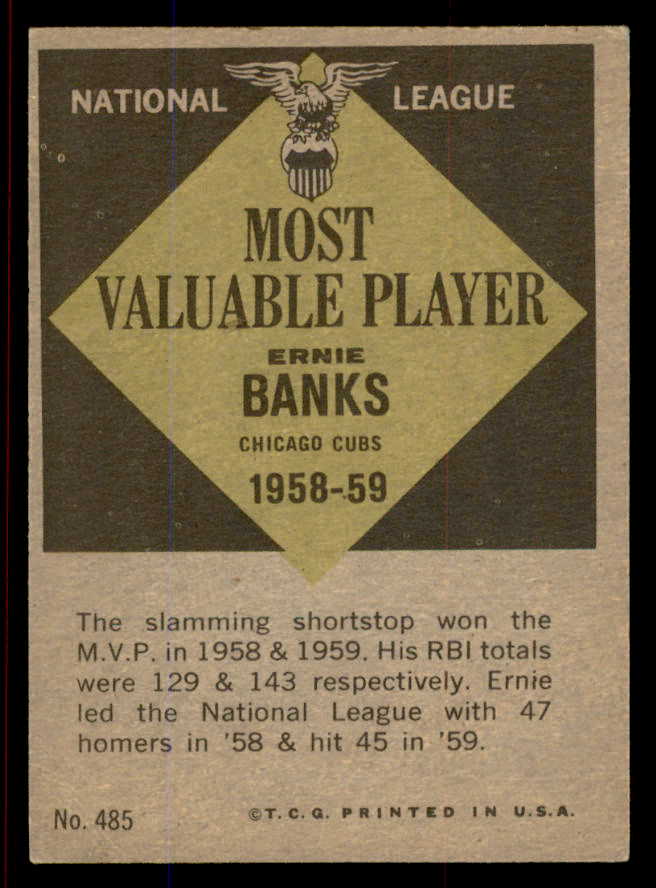 NATIONAL LEAGUE
MOST
VALUABLE PLAYER
ERNIE
BANKS
CHICAGO CUBS
1958-59
The slamming shortstop won the
M.V.P. in 1958 & 1959. His RBI totals
were 129 & 143 respectively. Ernie
led the National League with 47
homers in '58 & hit 45 in '59.
No. 485 ©T.C.G. PRINTED IN U.S.A.